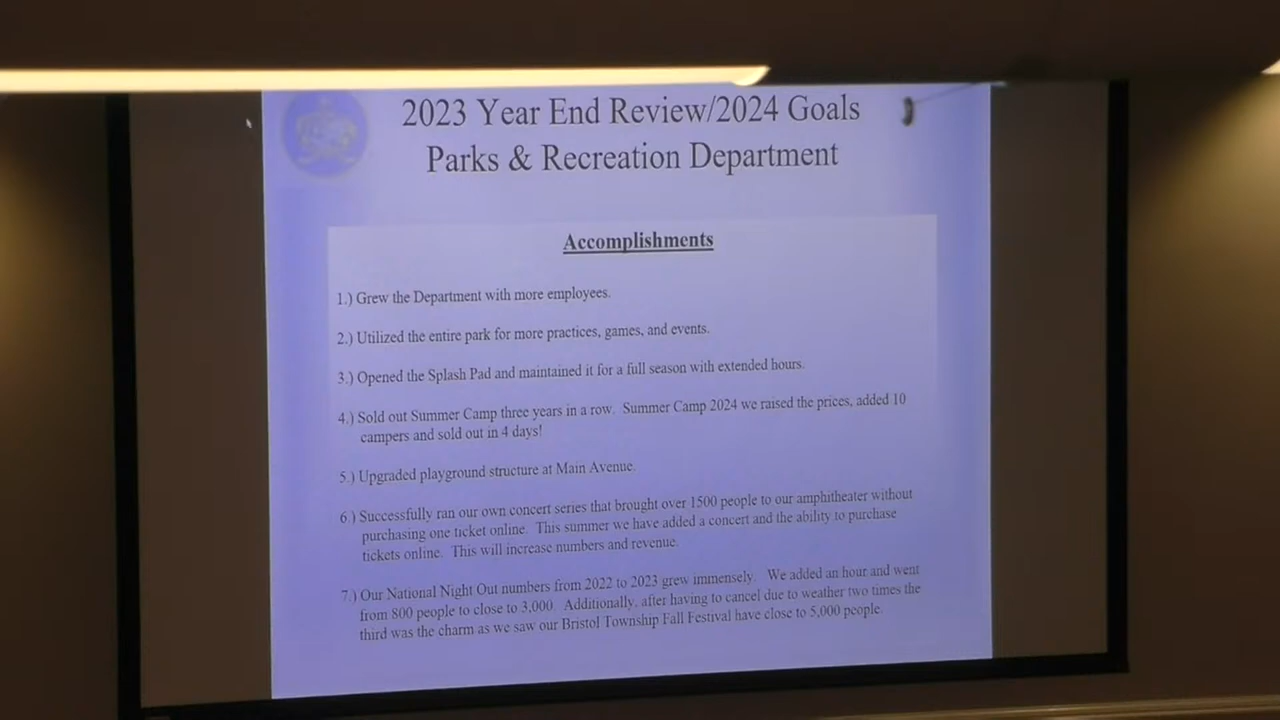 2023 Year End Review/2024 Goals
Parks & Recreation Department
Accomplishments
1.) Grew the Department with more employees.
2.) Utilized the entire park for more practices, games, and events.
3.) Opened the Splash Pad and maintained it for a full season with extended hours.
4.) Sold out Summer Camp three years in a row. Summer Camp 2024 we raised the prices, added 10
campers and sold out in 4 days!
5.) Upgraded playground structure at Main Avenue.
6.) Successfully ran our own concert series that brought over 1500 people to our amphitheater without
purchasing one ticket online. This summer we have added a concert and the ability to purchase
tickets online. This will increase numbers and revenue.
7.) Our National Night Out numbers from 2022 to 2023 grew immensely. We added an hour and went
from 800 people to close to 3,000. Additionally, after having to cancel due to weather two times the
third was the charm as we saw our Bristol Township Fall Festival have close to 5,000 people.